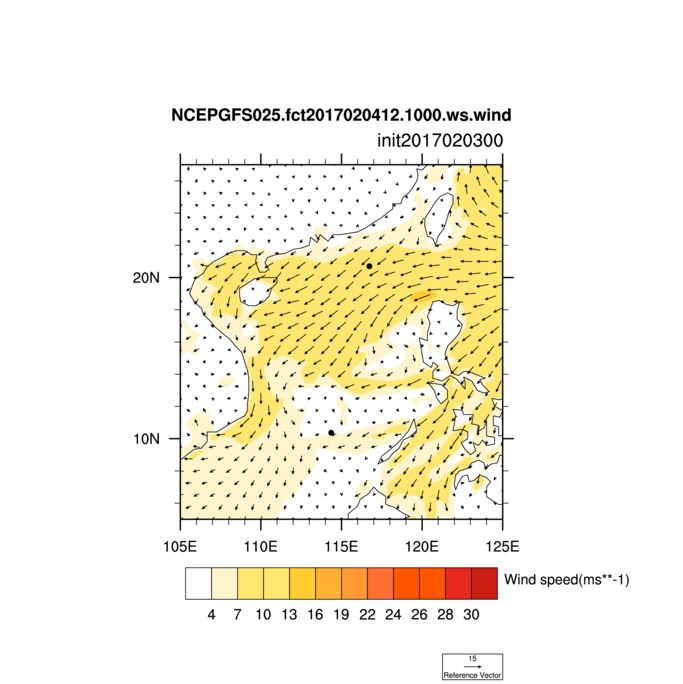 NCEPGFS025.fct2017020412.1000.ws.wind
init2017020300
20N
10N
105E 110E 115E 120E 125E
Wind speed(ms**-1)
4 7 10 13 16 19 22 24 26 28 30
15
Reference Vector